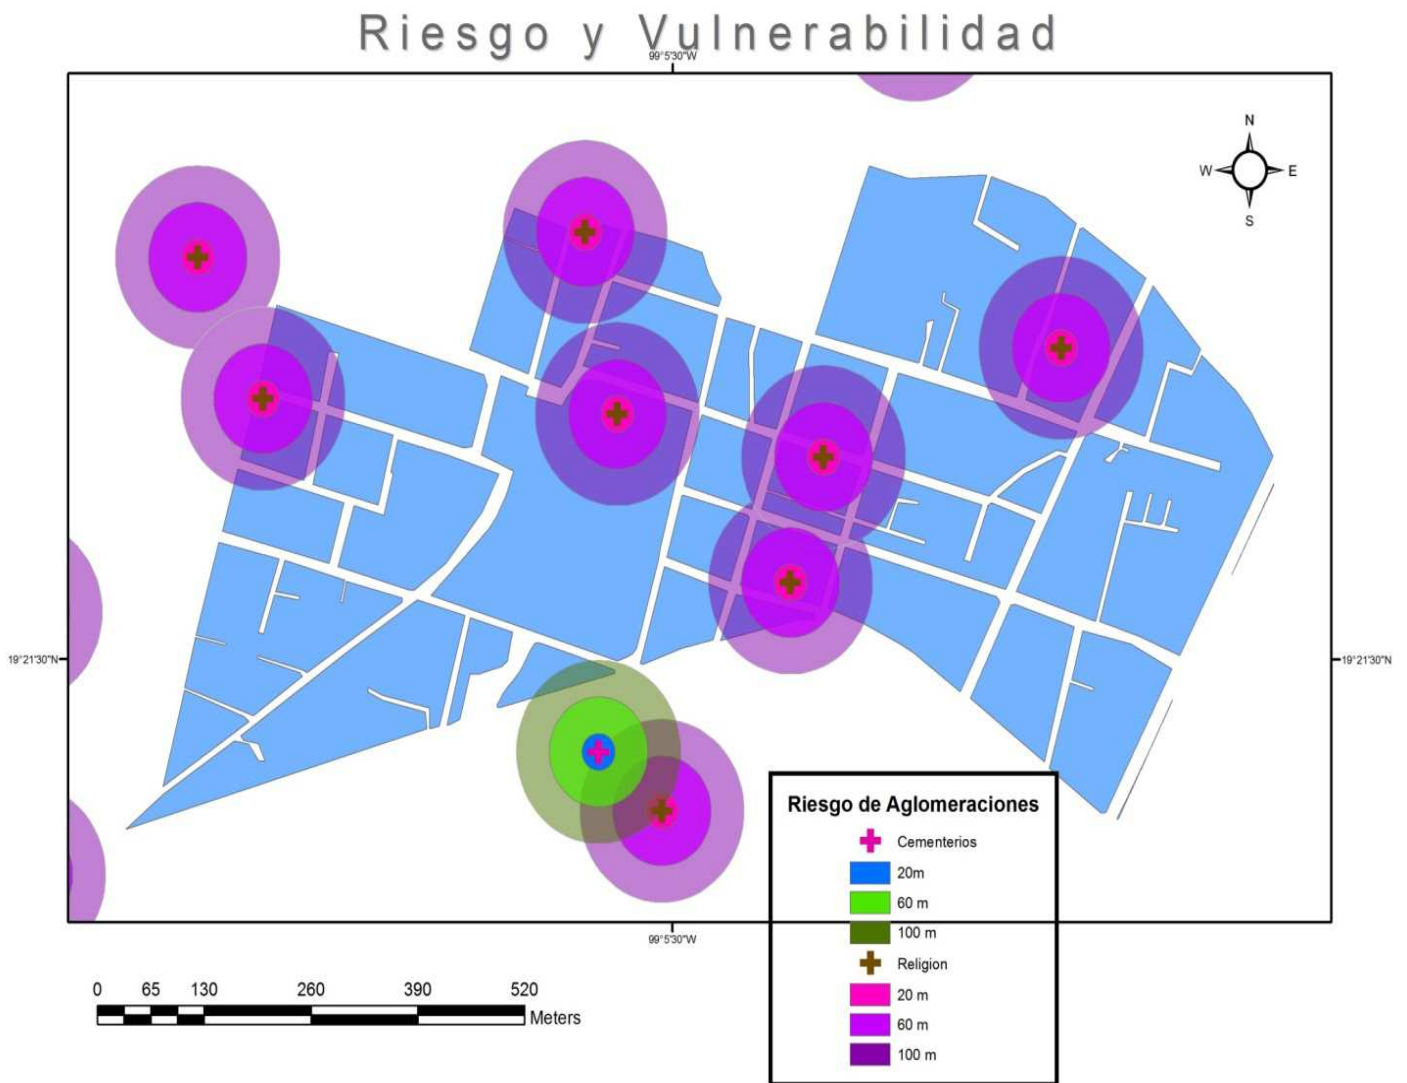 Riesgo y Vulnerabilidad
99°5'30"W
N
W E
S
19°21'30"N 19°21'30"N
Riesgo de Aglomeraciones
Cementerios
20m
60 m
100 m
Religion
20 m
60 m
100 m
99°5'30"W
0 65 130 260 390 520
Meters